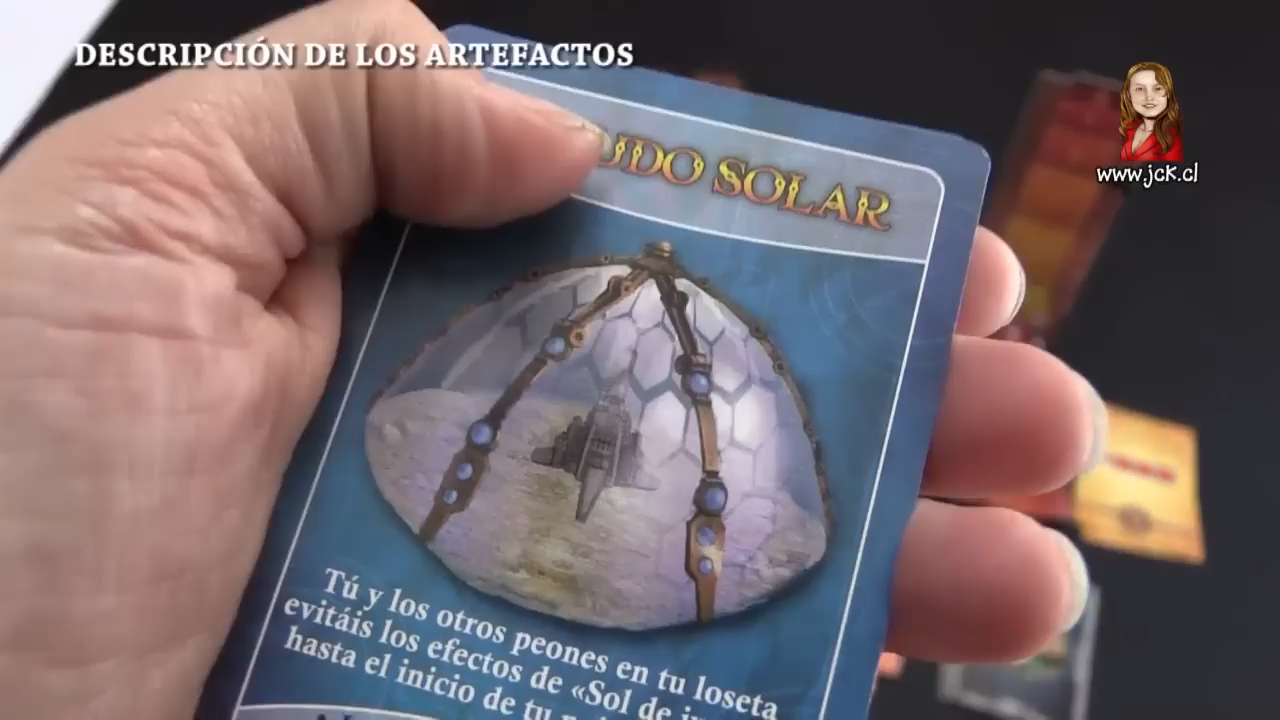 DESCRIPCIÓN DE LOS ARTEFACTOS
www.jck.cl
UDO SOLAR
Tú y los otros peones en tu loseta
evitáis los efectos de «Sol de
hasta el inicio de tu